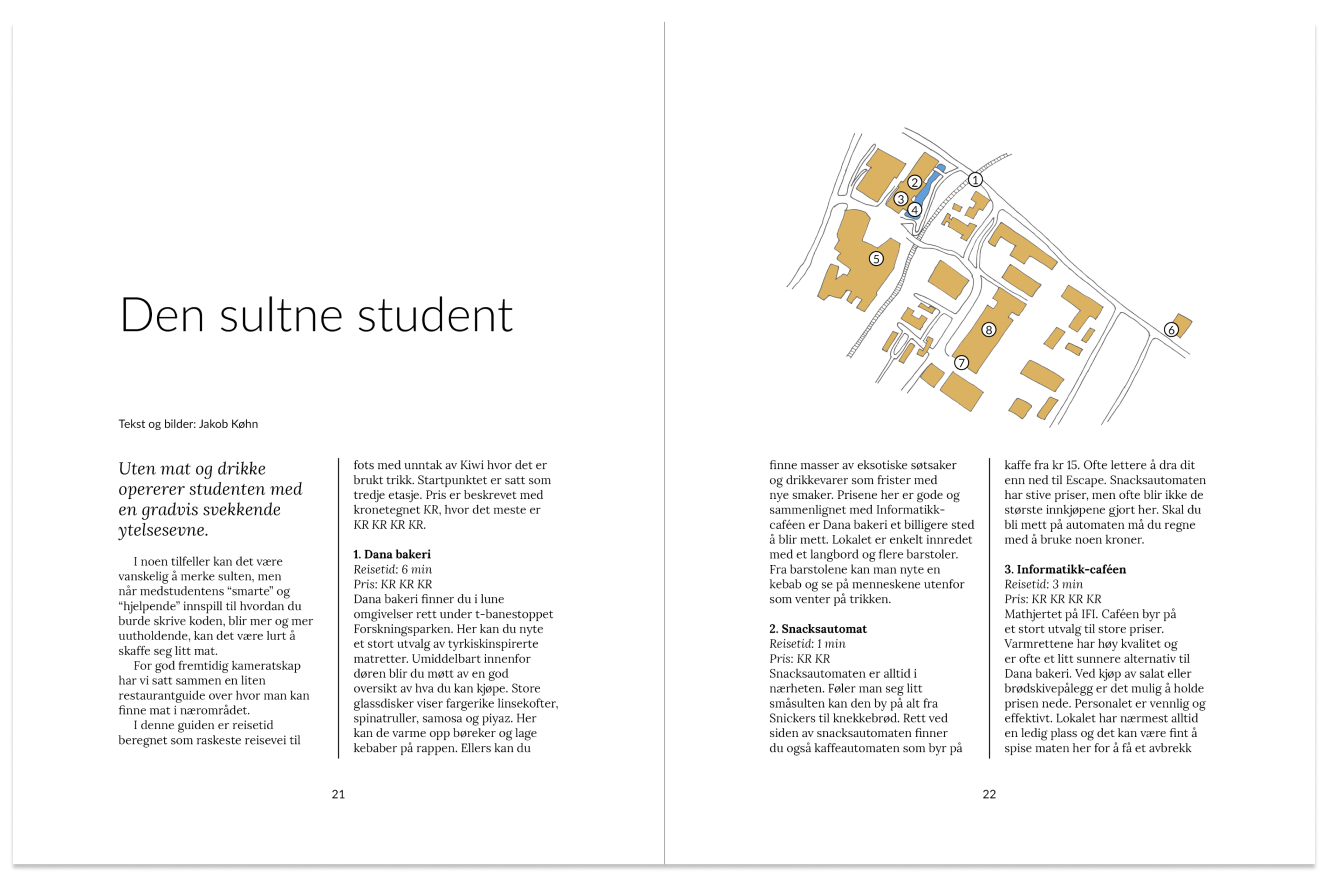 Den sultne student
Tekst og bilder: Jakob Køhn
Uten mat og drikke
opererer studenten med
en gradvis svekkende
ytelsesevne.
I noen tilfeller kan det være
vanskelig å merke sulten, men
når medstudentens “smarte” og
“hjelpende” innspill til hvordan du
burde skrive koden, blir mer og mer
uutholdende, kan det være lurt å
skaffe seg litt mat.
For god fremtidig kameratskap
har vi satt sammen en liten
restaurantguide over hvor man kan
finne mat i nærområdet.
I denne guiden er reisetid
beregnet som raskeste reisevei til
fots med unntak av Kiwi hvor det er
brukt trikk. Startpunktet er satt som
tredje etasje. Pris er beskrevet med
kronetegnet KR, hvor det meste er
KR KR KR KR.
1. Dana bakeri
Reisetid: 6 min
Pris: KR KR KR
Dana bakeri finner du i lune
omgivelser rett under t-banestoppet
Forskningsparken. Her kan du nyte
et stort utvalg av tyrkiskinspirerte
matretter. Umiddelbart innenfor
døren blir du møtt av en god
oversikt av hva du kan kjøpe. Store
glassdisker viser fargerike linsekofter,
spinatruller, samosa og piyaz. Her
kan de varme opp børeker og lage
kebaber på rappen. Ellers kan du
21
1
2
3
4
5
6
8
7
finne masser av eksotiske søtsaker
og drikkevarer som frister med
nye smaker. Prisene her er gode og
sammenlignet med Informatikk-
caféen er Dana bakeri et billigere sted
å blir mett. Lokalet er enkelt innredet
med et langbord og flere barstoler.
Fra barstolene kan man nyte en
kebab og se på menneskene utenfor
som venter på trikken.
2. Snacksautomat
Reisetid: 1 min
Pris: KR KR
Snacksautomaten er alltid i
nærheten. Føler man seg litt
småsulten kan den by på alt fra
Snickers til knekkebrød. Rett ved
siden av snacksautomaten finner
du også kaffeautomaten som byr på
kaffe fra kr 15. Ofte lettere å dra dit
enn ned til Escape. Snacksautomaten
har stive priser, men ofte blir ikke de
største innkjøpene gjort her. Skal du
bli mett på automaten må du regne
med å bruke noen kroner.
3. Informatikk-caféen
Reisetid: 3 min
Pris: KR KR KR KR
Mathjertet på IFI. Caféen byr på
et stort utvalg til store priser.
Varmrettene har høy kvalitet og
er ofte et litt sunnere alternativ til
Dana bakeri. Ved kjøp av salat eller
brødskivepålegg er det mulig å holde
prisen nede. Personalet er vennlig og
effektivt. Lokalet har nærmest alltid
en ledig plass og det kan være fint å
spise maten her for å få et avbrekk
22